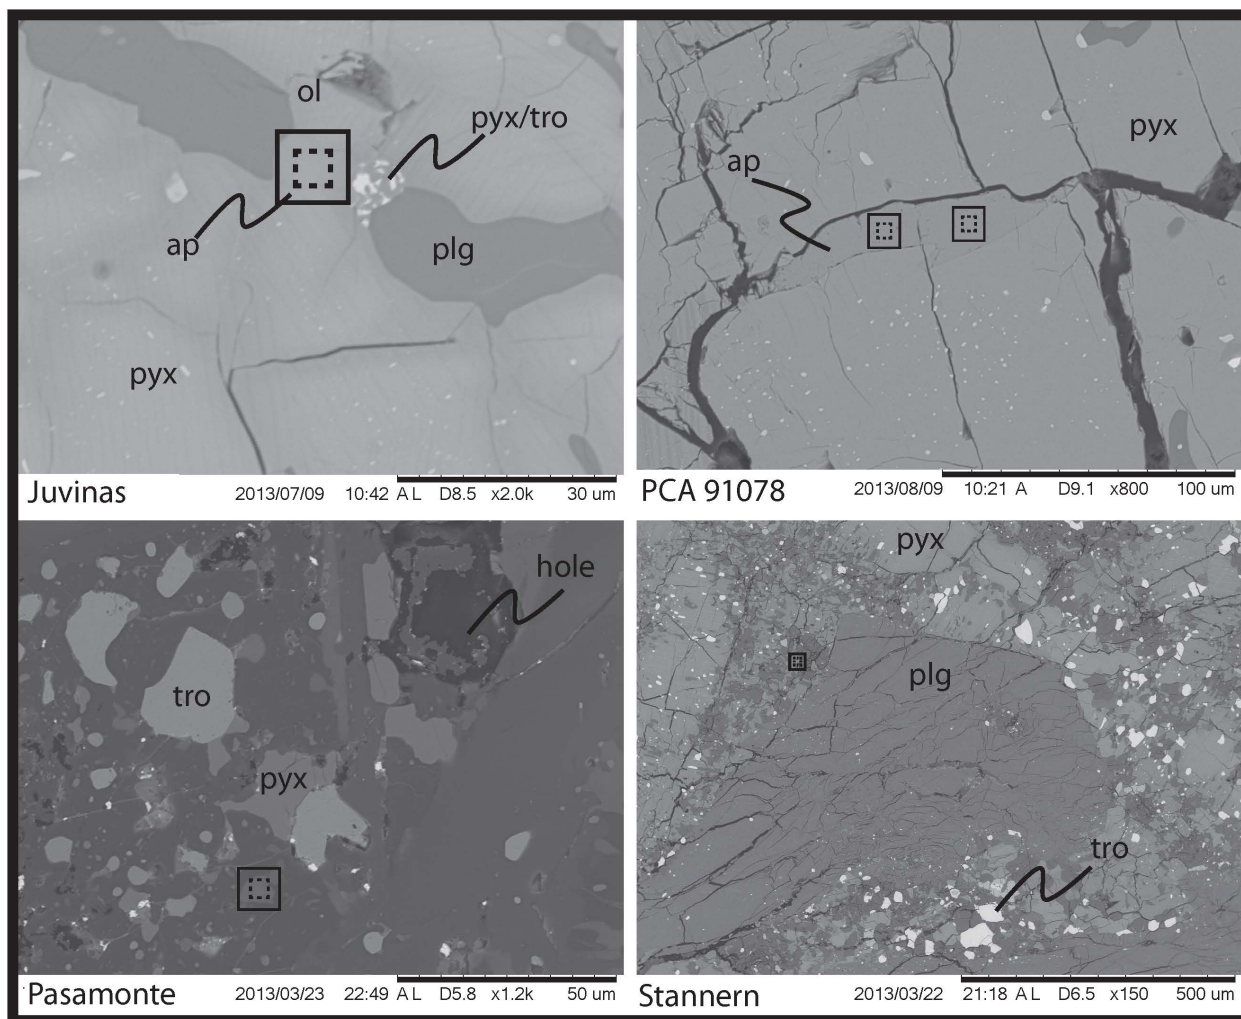 ol
pyx/tro
ap
plg
pyx
Juvinas 2013/07/09 10:42 A L D8.5 x2.0k 30 um
pyx
ap
PCA 91078 2013/08/09 10:21 A D9.1 x800 100 um
hole
tro
pyx
Pasamonte 2013/03/23 22:49 A L D5.8 x1.2k 50 um
pyx
plg
tro
Stannern 2013/03/22 21:18 A L D6.5 x150 500 um